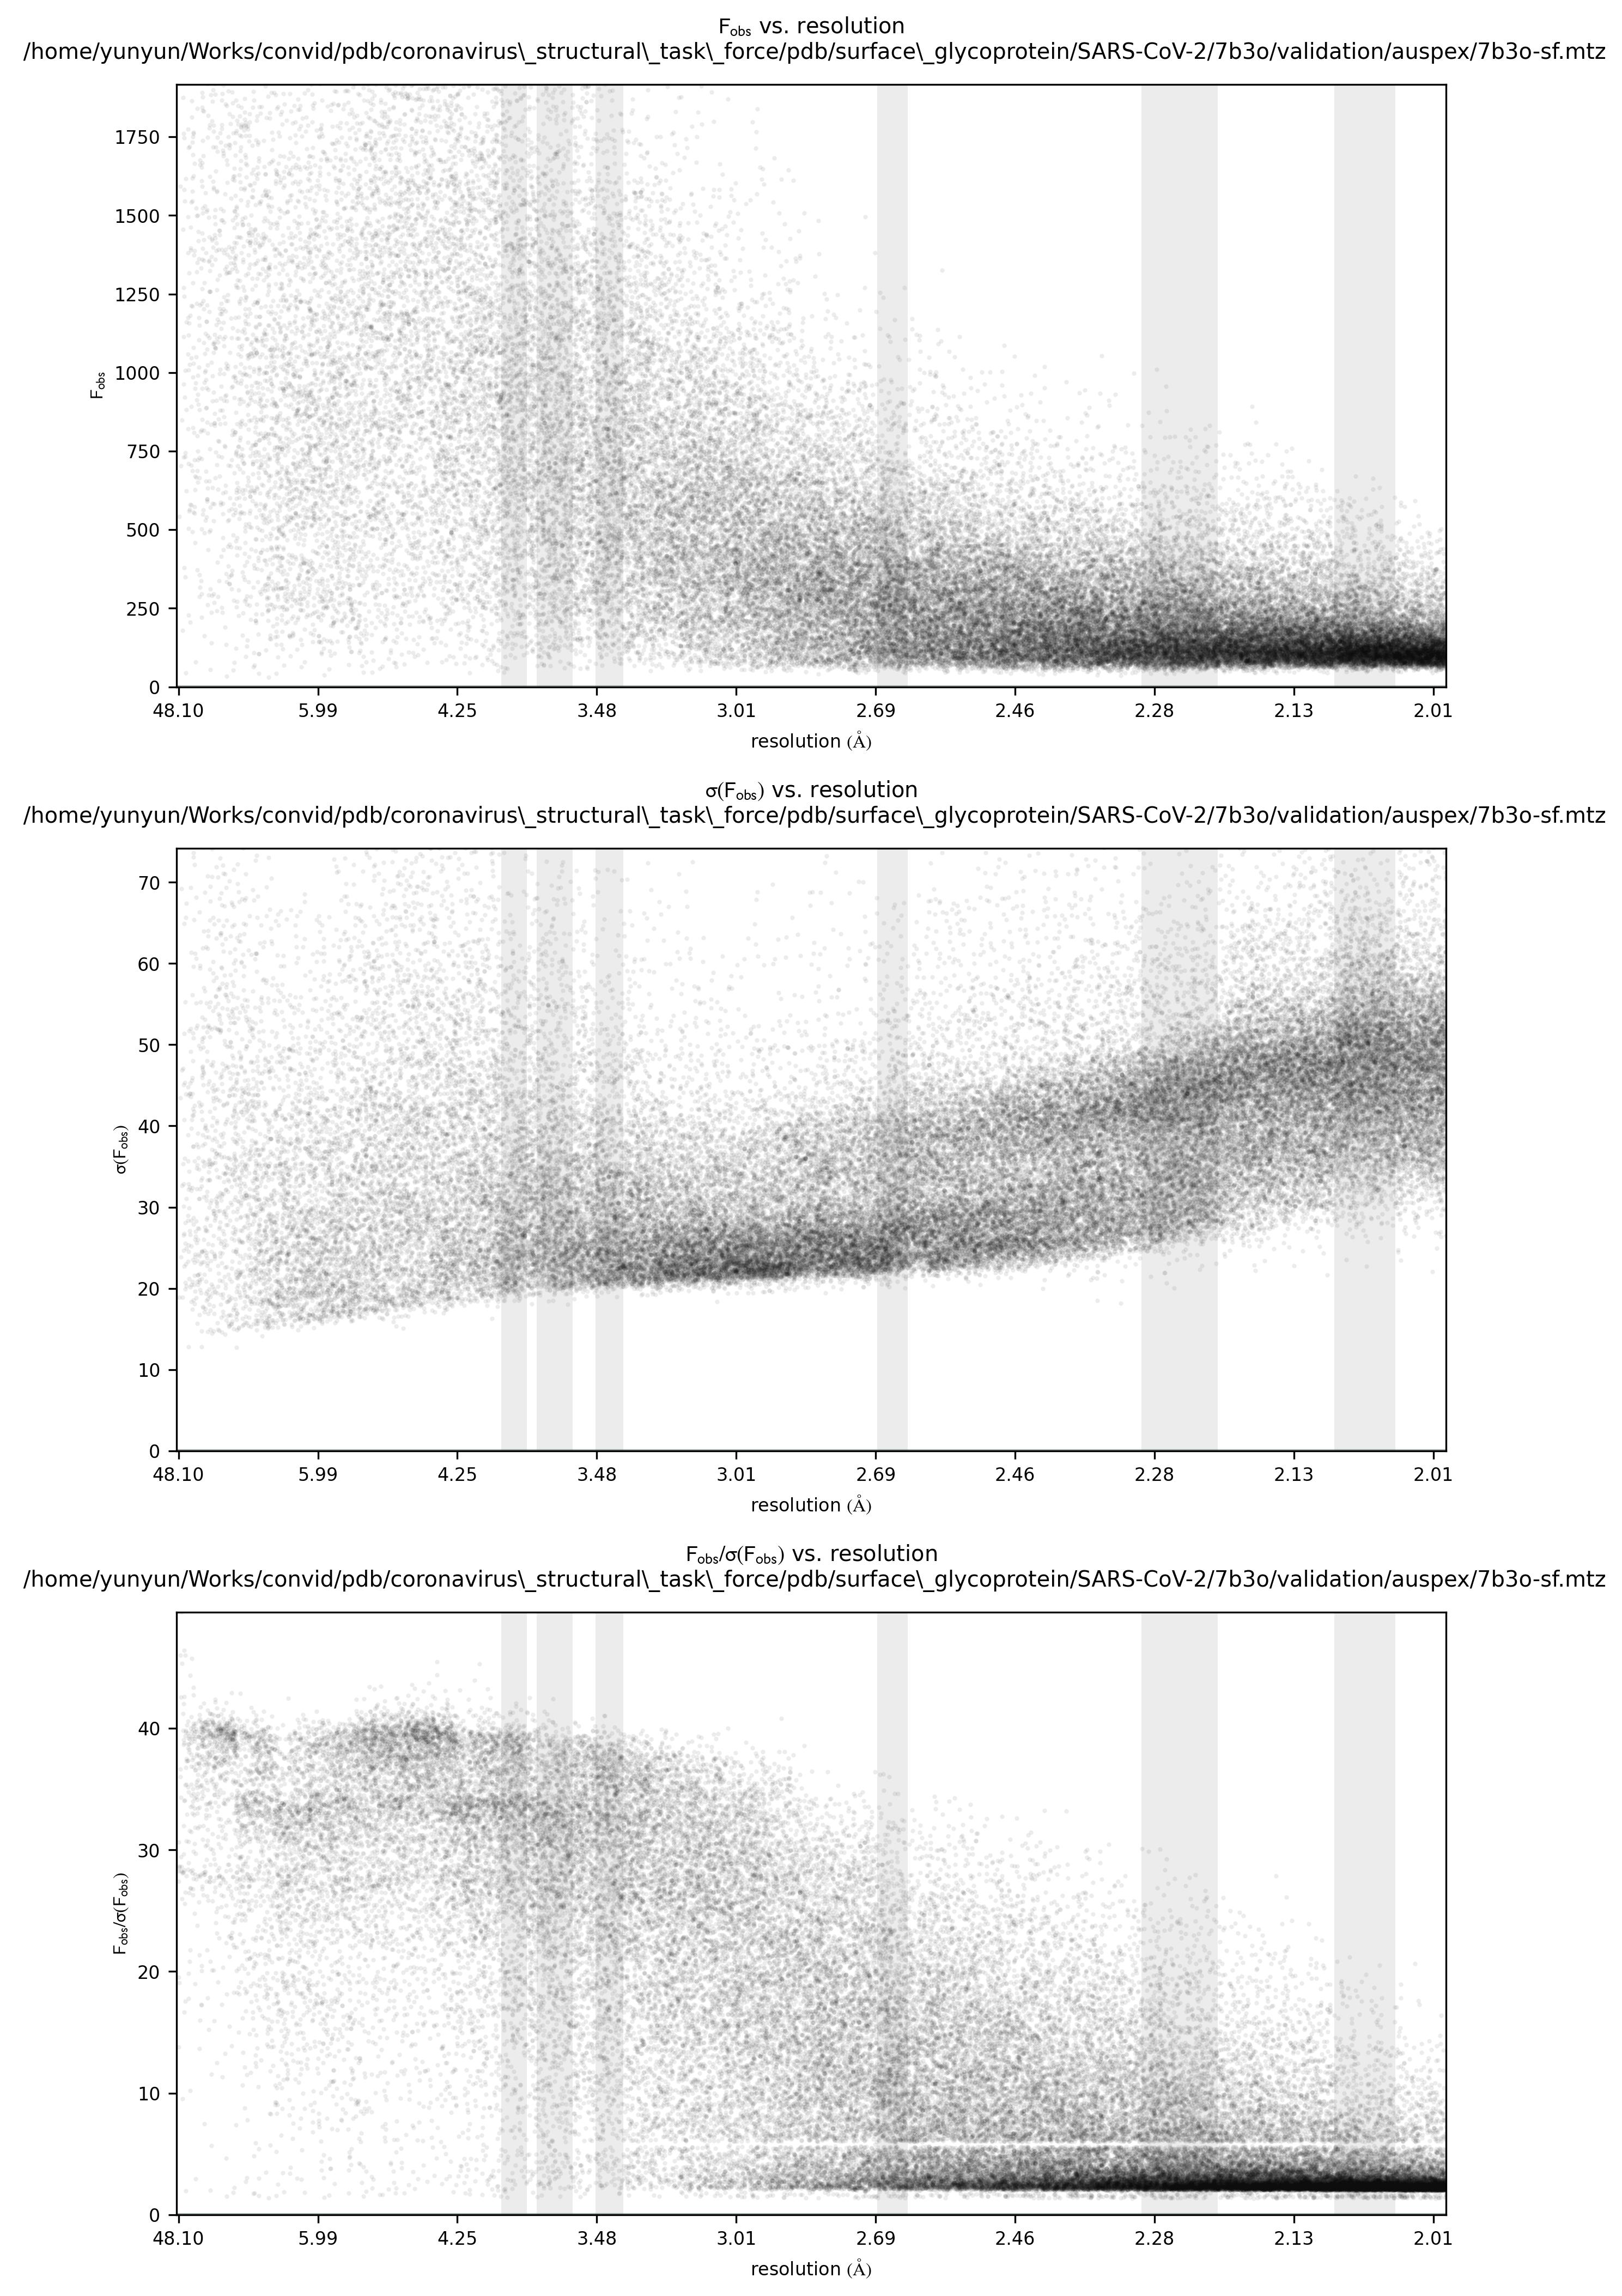 F_obs vs. resolution
/home/yunyun/Works/convid/pdb/coronavirus\_structural\_task\_force/pdb/surface\_glycoprotein/SARS-CoV-2/7b3o/validation/auspex/7b3o-sf.mtz
1750
1500
1250
1000
750
500
250
0
F_obs
48.10 5.99 4.25 3.48 3.01 2.69 2.46 2.28 2.13 2.01
resolution (Å)
σ(F_obs) vs. resolution
/home/yunyun/Works/convid/pdb/coronavirus\_structural\_task\_force/pdb/surface\_glycoprotein/SARS-CoV-2/7b3o/validation/auspex/7b3o-sf.mtz
70
60
50
40
30
20
10
0
σ(F_obs)
48.10 5.99 4.25 3.48 3.01 2.69 2.46 2.28 2.13 2.01
resolution (Å)
F_obs/σ(F_obs) vs. resolution
/home/yunyun/Works/convid/pdb/coronavirus\_structural\_task\_force/pdb/surface\_glycoprotein/SARS-CoV-2/7b3o/validation/auspex/7b3o-sf.mtz
40
30
20
10
0
F_obs/σ(F_obs)
48.10 5.99 4.25 3.48 3.01 2.69 2.46 2.28 2.13 2.01
resolution (Å)